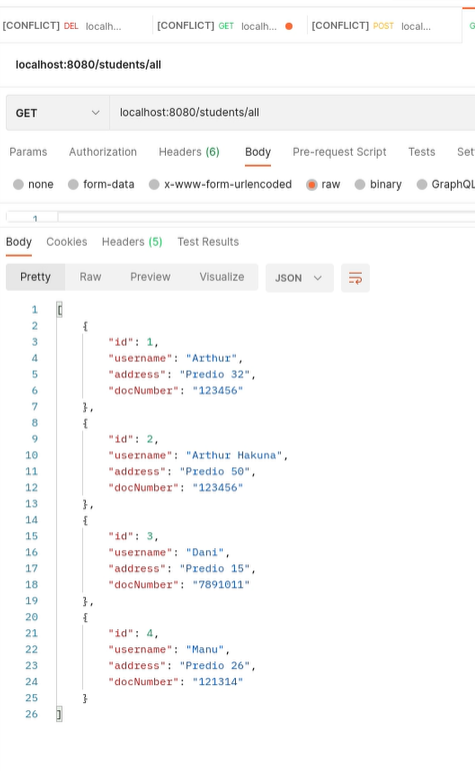 [CONFLICT] DEL localh... [CONFLICT] GET localh... [CONFLICT] POST local... G
localhost:8080/students/all
GET localhost:8080/students/all
Params Authorization Headers (6) Body Pre-request Script Tests Set
none form-data x-www-form-urlencoded raw binary GraphQL
1
Body Cookies Headers (5) Test Results
Pretty Raw Preview Visualize JSON
1 [
2 {
3 "id": 1,
4 "username": "Arthur",
5 "address": "Predio 32",
6 "docNumber": "123456"
7 },
8 {
9 "id": 2,
10 "username": "Arthur Hakuna",
11 "address": "Predio 50",
12 "docNumber": "123456"
13 },
14 {
15 "id": 3,
16 "username": "Dani",
17 "address": "Predio 15",
18 "docNumber": "7891011"
19 },
20 {
21 "id": 4,
22 "username": "Manu",
23 "address": "Predio 26",
24 "docNumber": "121314"
25 }
26 ]